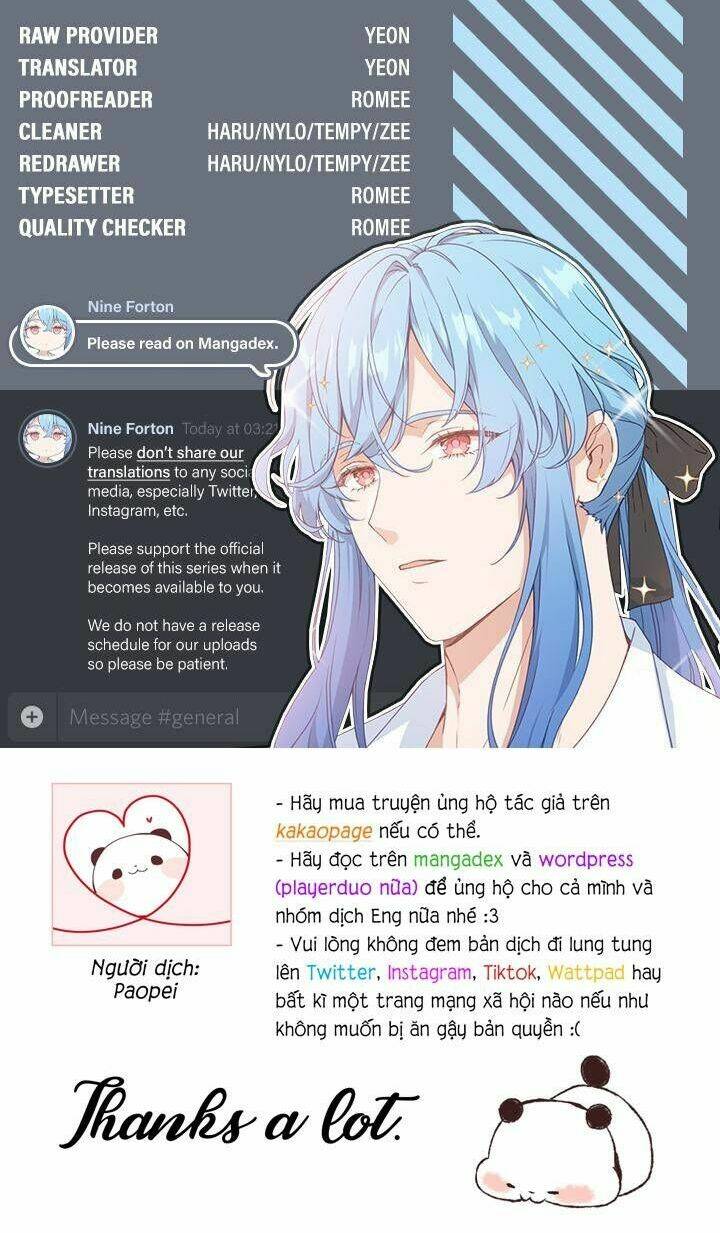 RAW PROVIDER YEON
TRANSLATOR YEON
PROOFREADER ROMEE
CLEANER HARU/NYLO/TEMPY/ZEE
REDRAWER HARU/NYLO/TEMPY/ZEE
TYPESETTER ROMEE
QUALITY CHECKER ROMEE
Nine Forton
Please read on Mangadex.
Nine Forton Today at
Please don't share our
translations to any
media, especially Twitter,
Instagram, etc.
Please support the official
release of this series when it
becomes available to you.
We do not have a release
schedule for our uploads
so please be patient.
Message #general
- Hãy mua truyện ủng hộ tác giả trên
kakaopage nếu có thể.
- Hãy đọc trên mangadex và wordpress
(playerduo nữa) để ủng hộ cho cả mình và
nhóm dịch Eng nữa nhé :3
- Vui lòng không đem bản dịch đi lung tung
lên Twitter, Instagram, Tiktok, Wattpad hay
bất kì một trang mạng xã hội nào nếu như
không muốn bị ăn gậy bản quyền :(
Người dịch:
Paopei
Thanks a lot.